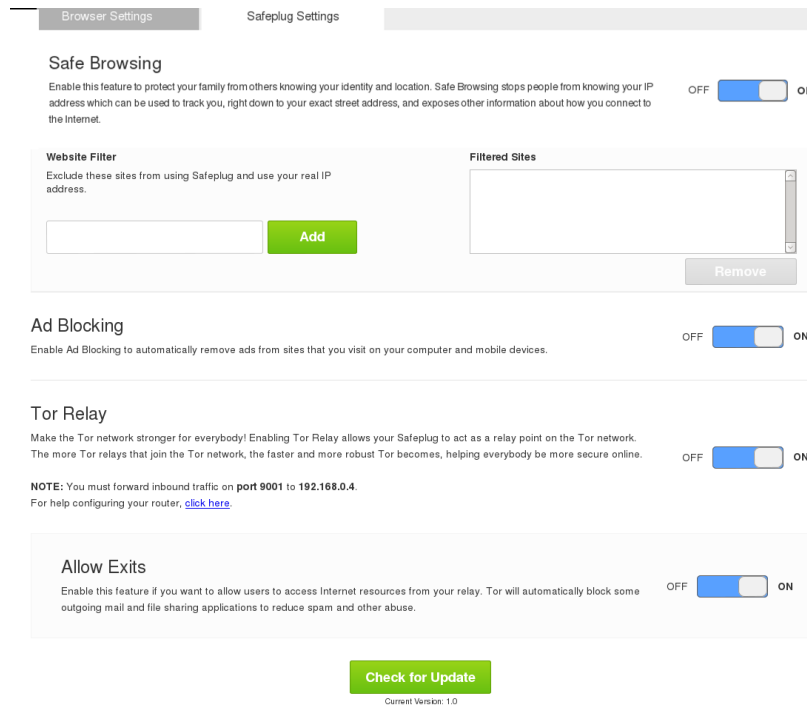 Browser Settings
Safeplug Settings
Safe Browsing
Enable this feature to protect your family from others knowing your identity and location. Safe Browsing stops people from knowing your IP
address which can be used to track you, right down to your exact street address, and exposes other information about how you connect to
the Internet.
OFF
Website Filter
Exclude these sites from using Safeplug and use your real IP
address.
Add
Filtered Sites
Remove
Ad Blocking
Enable Ad Blocking to automatically remove ads from sites that you visit on your computer and mobile devices.
OFF ON
Tor Relay
Make the Tor network stronger for everybody! Enabling Tor Relay allows your Safeplug to act as a relay point on the Tor network.
The more Tor relays that join the Tor network, the faster and more robust Tor becomes, helping everybody be more secure online.
OFF ON
NOTE: You must forward inbound traffic on port 9001 to 192.168.0.4.
For help configuring your router, click here.
Allow Exits
Enable this feature if you want to allow users to access Internet resources from your relay. Tor will automatically block some
outgoing mail and file sharing applications to reduce spam and other abuse.
OFF ON
Check for Update
Current Version: 1.0